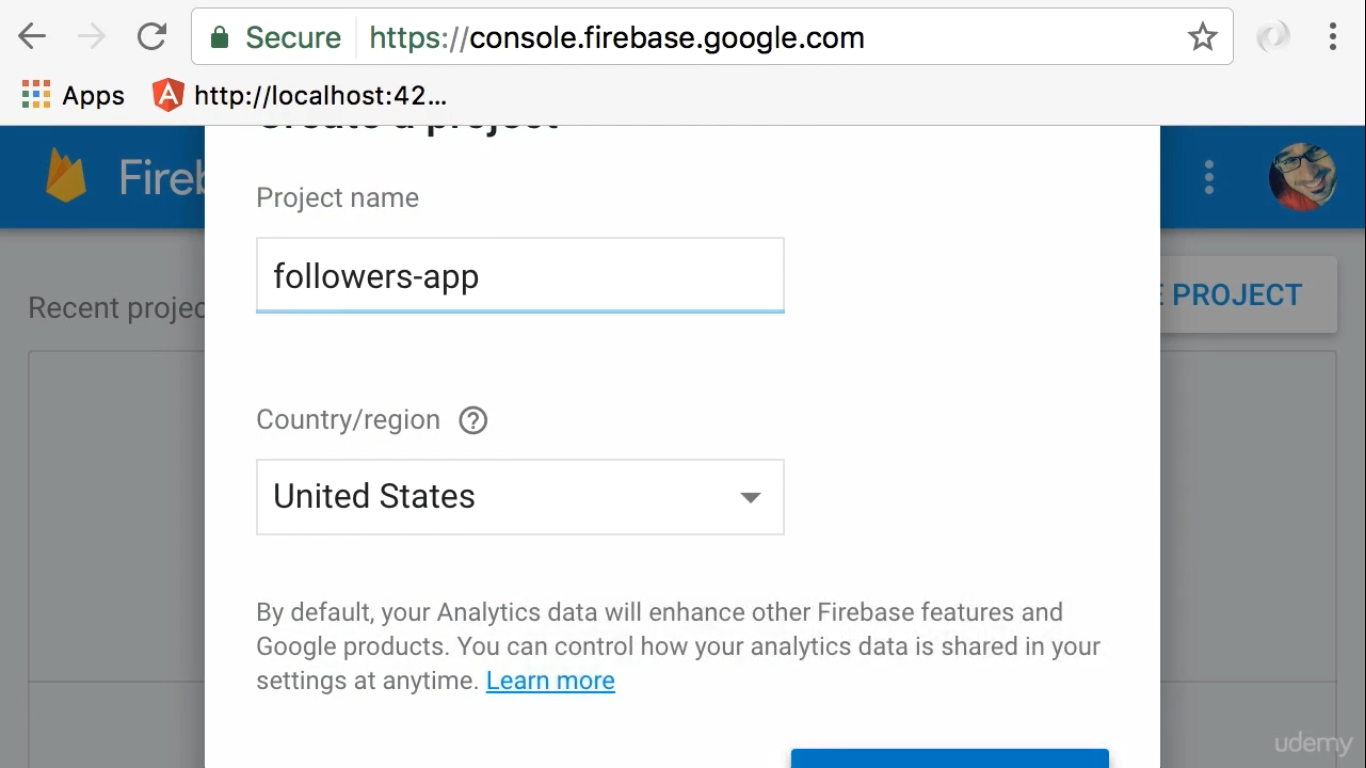 Secure https://console.firebase.google.com
Apps http://localhost:42...
Create a project
Fireb
Project name
followers-app
Recent projec
E PROJECT
Country/region ?
United States
By default, your Analytics data will enhance other Firebase features and
Google products. You can control how your analytics data is shared in your
settings at anytime. Learn more
udemy